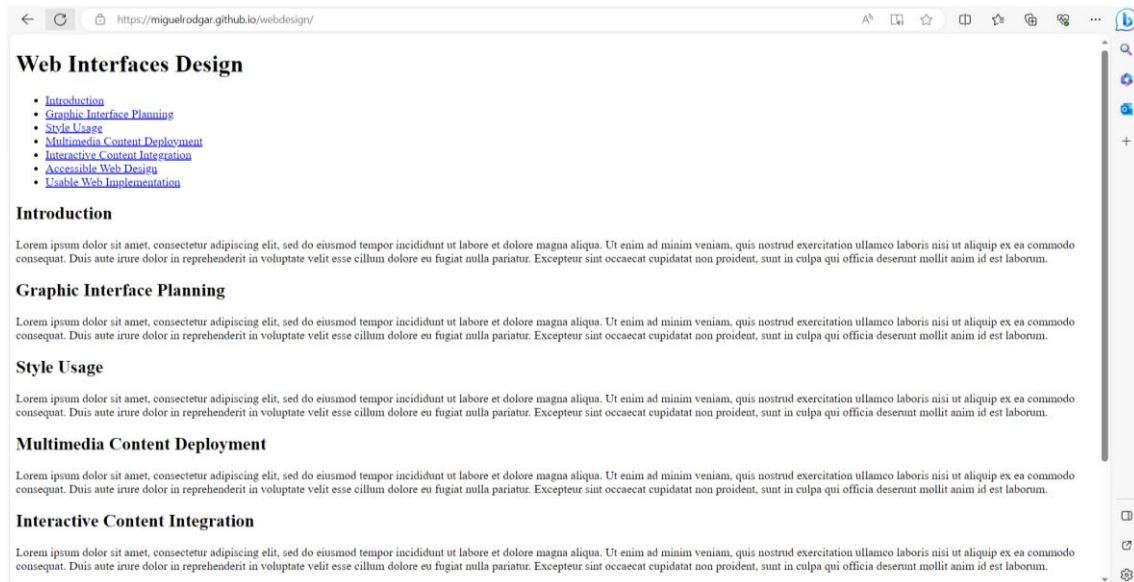 https://miguelrodgar.github.io/webdesign/
Web Interfaces Design
Introduction
Graphic Interface Planning
Style Usage
Multimedia Content Deployment
Interactive Content Integration
Accessible Web Design
Usable Web Implementation
Introduction
Lorem ipsum dolor sit amet, consectetur adipiscing elit, sed do eiusmod tempor incididunt ut labore et dolore magna aliqua. Ut enim ad minim veniam, quis nostrud exercitation ullamco laboris nisi ut aliquip ex ea commodo
consequat. Duis aute irure dolor in reprehenderit in voluptate velit esse cillum dolore eu fugiat nulla pariatur. Excepteur sint occaecat cupidatat non proident, sunt in culpa qui officia deserunt mollit anim id est laborum.
Graphic Interface Planning
Lorem ipsum dolor sit amet, consectetur adipiscing elit, sed do eiusmod tempor incididunt ut labore et dolore magna aliqua. Ut enim ad minim veniam, quis nostrud exercitation ullamco laboris nisi ut aliquip ex ea commodo
consequat. Duis aute irure dolor in reprehenderit in voluptate velit esse cillum dolore eu fugiat nulla pariatur. Excepteur sint occaecat cupidatat non proident, sunt in culpa qui officia deserunt mollit anim id est laborum.
Style Usage
Lorem ipsum dolor sit amet, consectetur adipiscing elit, sed do eiusmod tempor incididunt ut labore et dolore magna aliqua. Ut enim ad minim veniam, quis nostrud exercitation ullamco laboris nisi ut aliquip ex ea commodo
consequat. Duis aute irure dolor in reprehenderit in voluptate velit esse cillum dolore eu fugiat nulla pariatur. Excepteur sint occaecat cupidatat non proident, sunt in culpa qui officia deserunt mollit anim id est laborum.
Multimedia Content Deployment
Lorem ipsum dolor sit amet, consectetur adipiscing elit, sed do eiusmod tempor incididunt ut labore et dolore magna aliqua. Ut enim ad minim veniam, quis nostrud exercitation ullamco laboris nisi ut aliquip ex ea commodo
consequat. Duis aute irure dolor in reprehenderit in voluptate velit esse cillum dolore eu fugiat nulla pariatur. Excepteur sint occaecat cupidatat non proident, sunt in culpa qui officia deserunt mollit anim id est laborum.
Interactive Content Integration
Lorem ipsum dolor sit amet, consectetur adipiscing elit, sed do eiusmod tempor incididunt ut labore et dolore magna aliqua. Ut enim ad minim veniam, quis nostrud exercitation ullamco laboris nisi ut aliquip ex ea commodo
consequat. Duis aute irure dolor in reprehenderit in voluptate velit esse cillum dolore eu fugiat nulla pariatur. Excepteur sint occaecat cupidatat non proident, sunt in culpa qui officia deserunt mollit anim id est laborum.